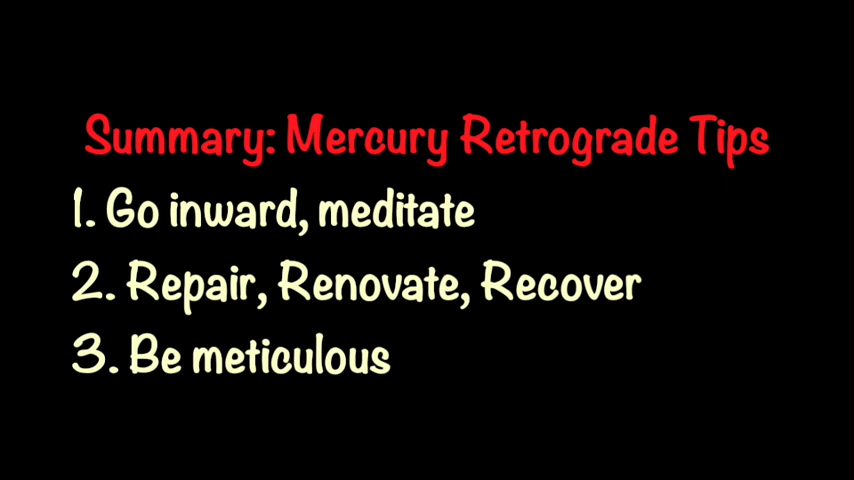 Summary: Mercury Retrograde Tips
1. Go inward, meditate
2. Repair, Renovate, Recover
3. Be meticulous